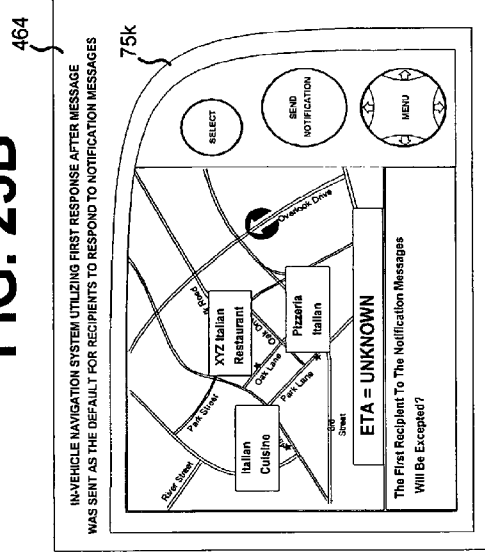 464
IN-VEHICLE NAVIGATION SYSTEM UTILIZING FIRST RESPONSE AFTER MESSAGE
WAS SENT AS THE DEFAULT FOR RECIPIENTS TO RESPOND TO NOTIFICATION MESSAGES
75k
SELECT
SEND
NOTIFICATION
MENU
Road
Overlook Drive
XYZ Italian
Restaurant
Oak
Oak Lane
Pizzeria
Italian
Park Street
Park Lane
River Street
Italian
Cuisine
Street
ETA = UNKNOWN
The First Recipient To The Notification Messages
Will Be Excepted?